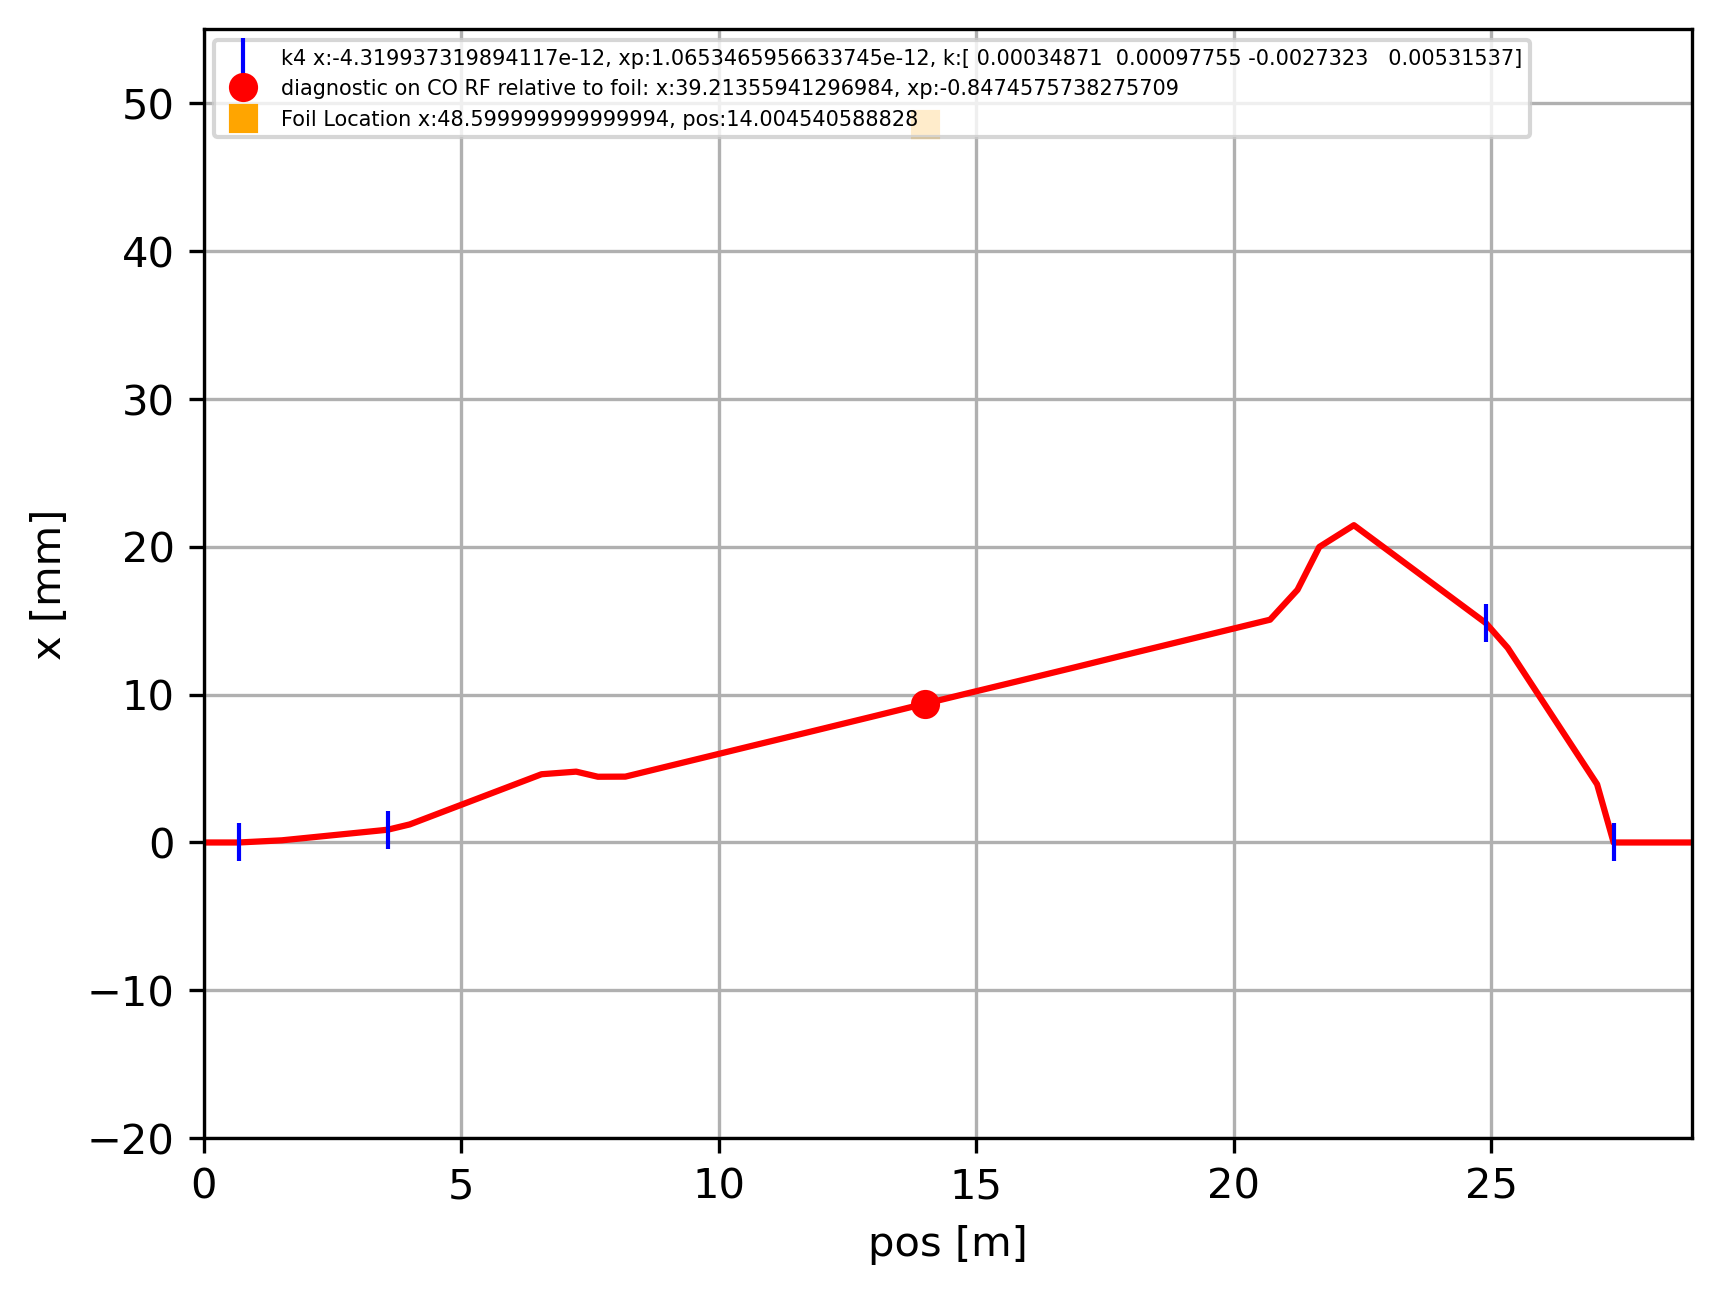 k4 x:-4.319937319894117e-12, xp:1.0653465956633745e-12, k:[ 0.00034871  0.00097755 -0.0027323   0.00531537]
diagnostic on CO RF relative to foil: x:39.21355941296984, xp:-0.8474575738275709
Foil Location x:48.599999999999994, pos:14.004540588828
50
40
30
20
10
0
−10
−20
x [mm]
0 5 10 15 20 25
pos [m]